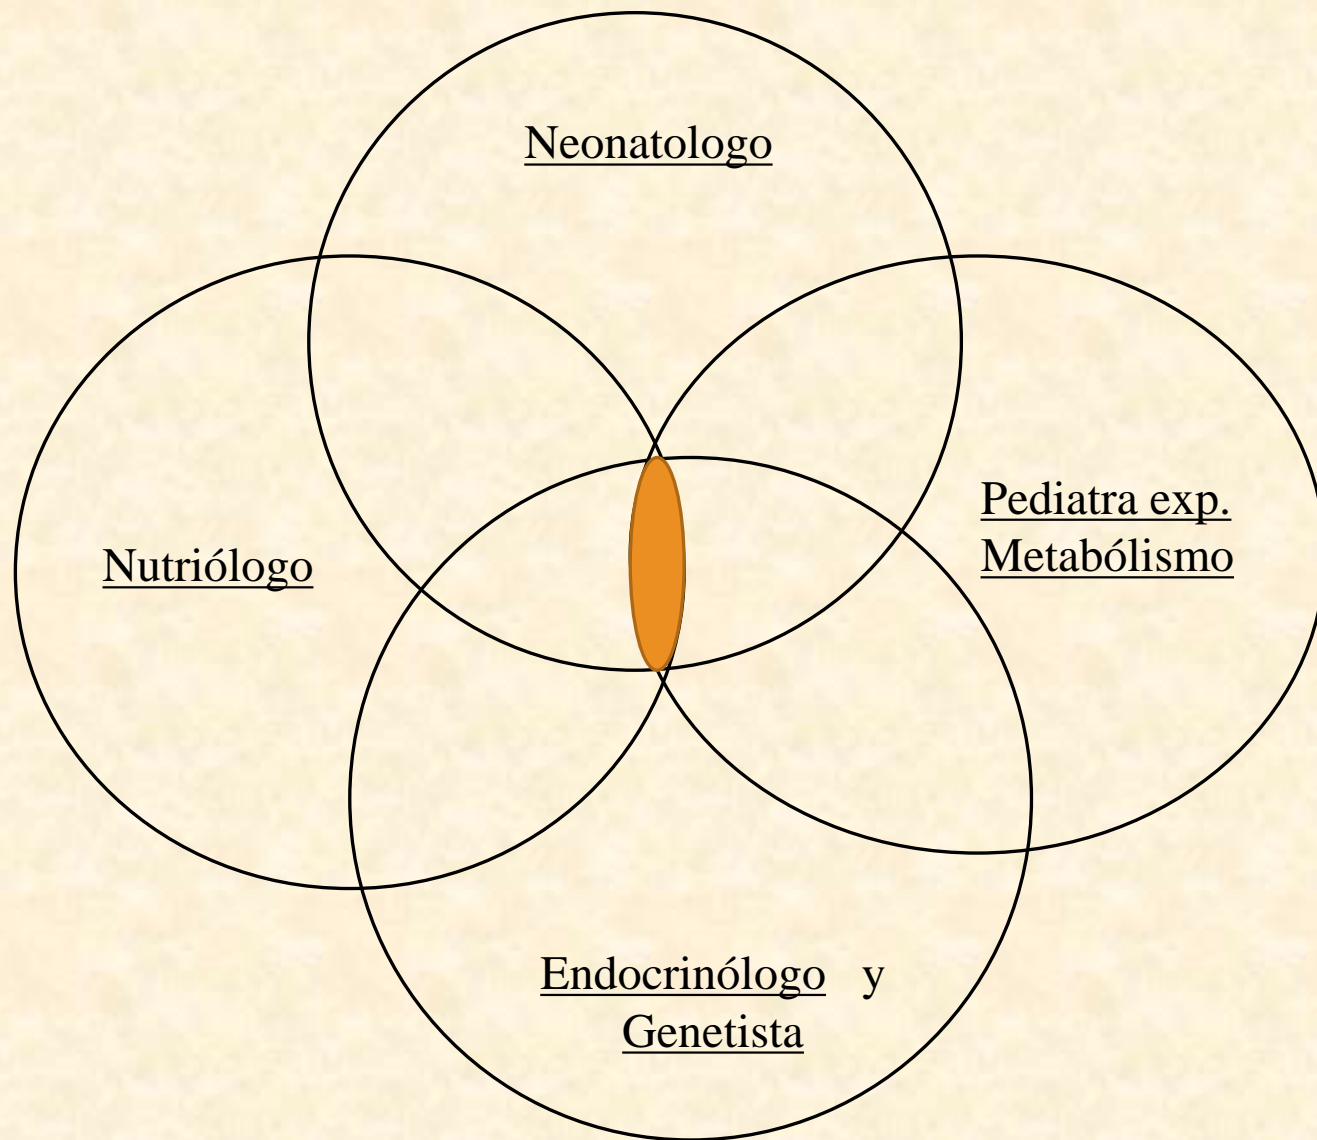 Neonatologo
Nutriólogo
Pediatra exp.
Metabólismo
Endocrinólogo y
Genetista